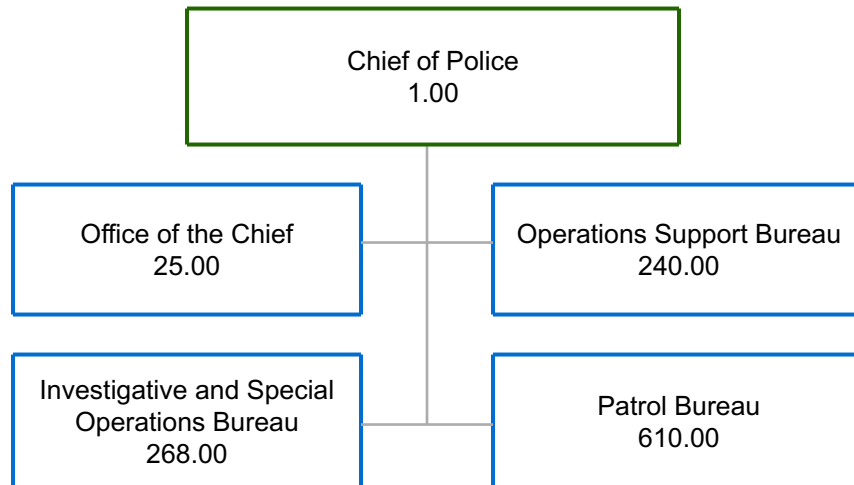 Chief of Police
1.00
Office of the Chief
25.00
Operations Support Bureau
240.00
Investigative and Special
Operations Bureau
268.00
Patrol Bureau
610.00